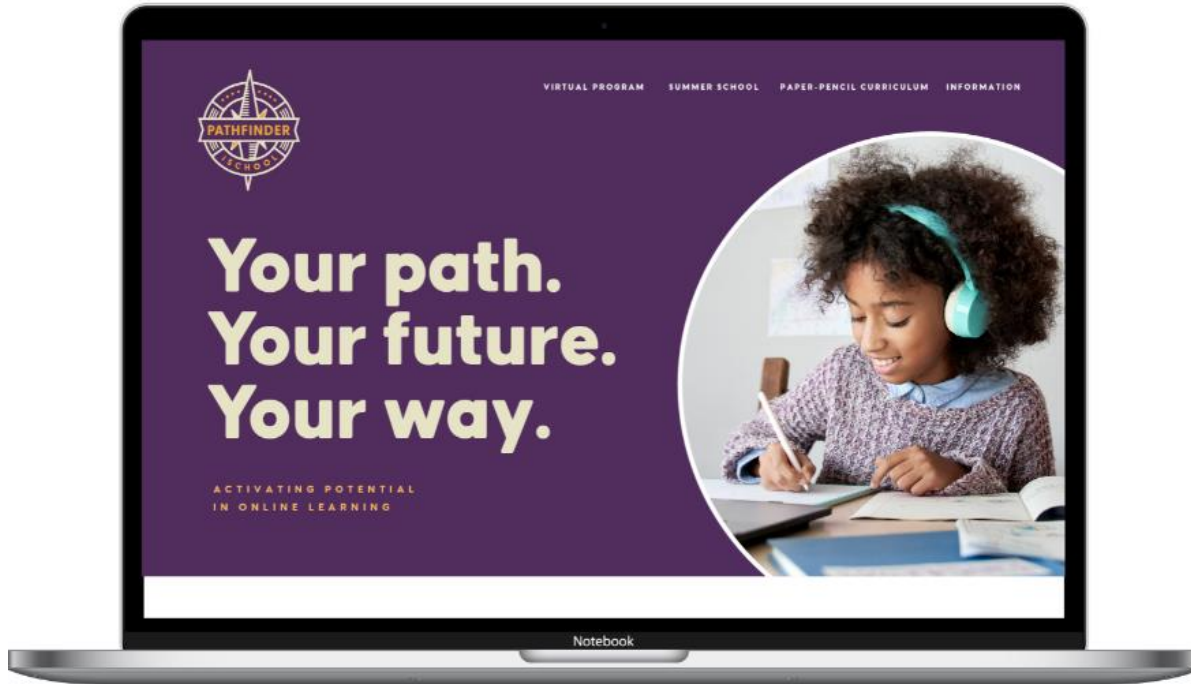 PATHFINDER
ISCHOOL
VIRTUAL PROGRAM SUMMER SCHOOL PAPER-PENCIL CURRICULUM INFORMATION
Your path.
Your future.
Your way.
ACTIVATING POTENTIAL
IN ONLINE LEARNING
Notebook